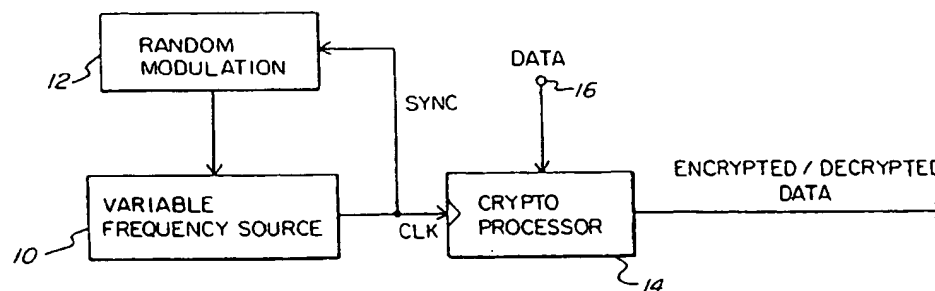 RANDOM
MODULATION
12
DATA
16
SYNC
VARIABLE
FREQUENCY SOURCE
10
CLK
CRYPTO
PROCESSOR
14
ENCRYPTED / DECRYPTED
DATA